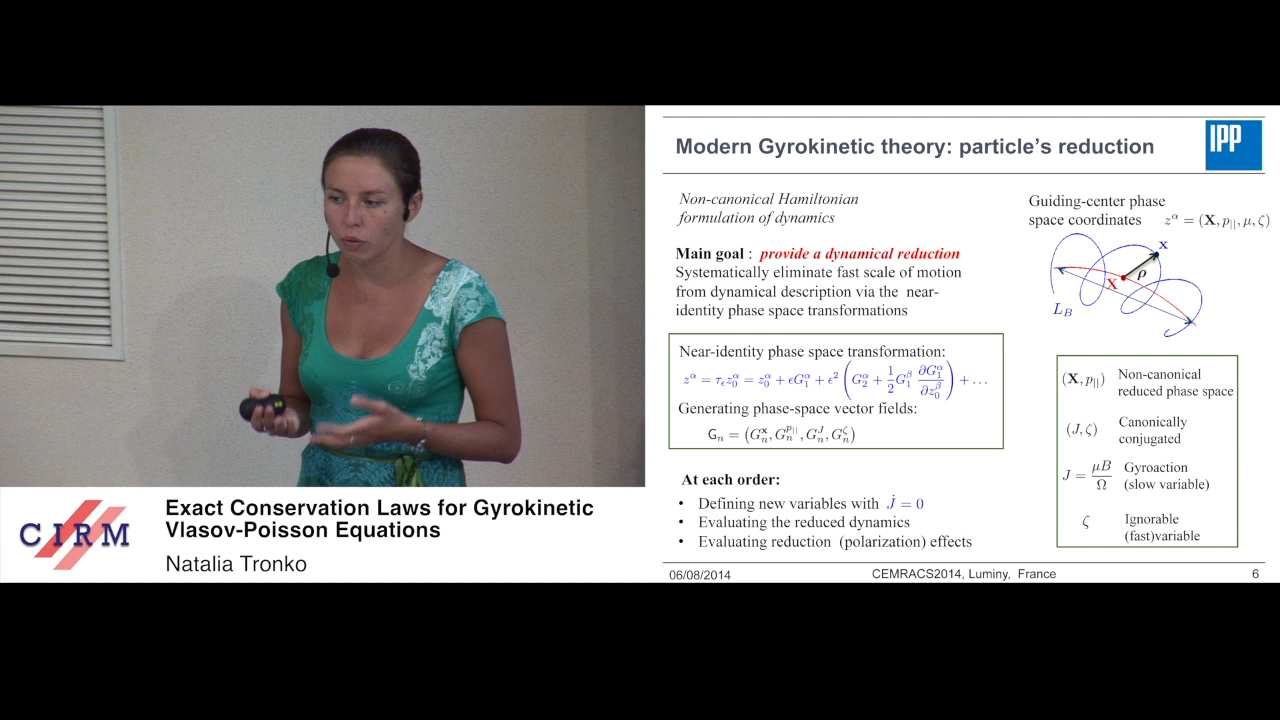 Modern Gyrokinetic theory: particle's reduction
IPP
Non-canonical Hamiltonian
formulation of dynamics
Main goal : provide a dynamical reduction
Systematically eliminate fast scale of motion
from dynamical description via the near-
identity phase space transformations
Near-identity phase space transformation:
z^α = τ_ϵ z_0^α = z_0^α + ϵG_1^α + ϵ^2 ( G_2^α + 1/2 G_1^β ∂G_1^α/∂z_0^β ) + …
Generating phase-space vector fields:
G_n = (G_n^x, G_n^{p_||}, G_n^J, G_n^ζ)
At each order:
• Defining new variables with J̇ = 0
• Evaluating the reduced dynamics
• Evaluating reduction (polarization) effects
Guiding-center phase
space coordinates z^α = (X, p_||, μ, ζ)
x
ρ
X
L_B
(X, p_||) Non-canonical
reduced phase space
(J, ζ) Canonically
conjugated
J = μB/Ω Gyroaction
(slow variable)
ζ Ignorable
(fast)variable
06/08/2014
CEMRACS2014, Luminy, France
6
CIRM
Exact Conservation Laws for Gyrokinetic
Vlasov-Poisson Equations
Natalia Tronko